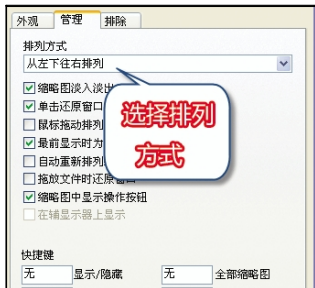 外观 管理 排除
排列方式
从左下往右排列
缩略图淡入淡出
单击还原窗口
鼠标拖动排列
最前显示时为
自动重新排列
拖放文件时还原窗口
缩略图中显示操作按钮
在辅显示器上显示
选择排列
方式
快捷键
无 显示/隐藏 无 全部缩略图